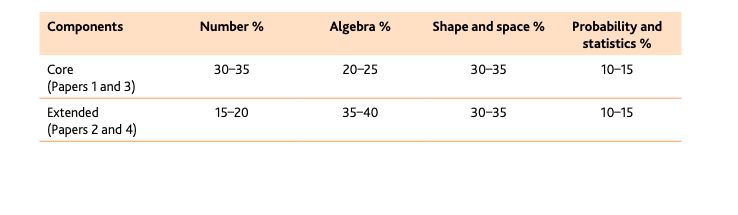 Components Number % Algebra % Shape and space % Probability and
statistics %
Core 30–35 20–25 30–35 10–15
(Papers 1 and 3)
Extended 15–20 35–40 30–35 10–15
(Papers 2 and 4)